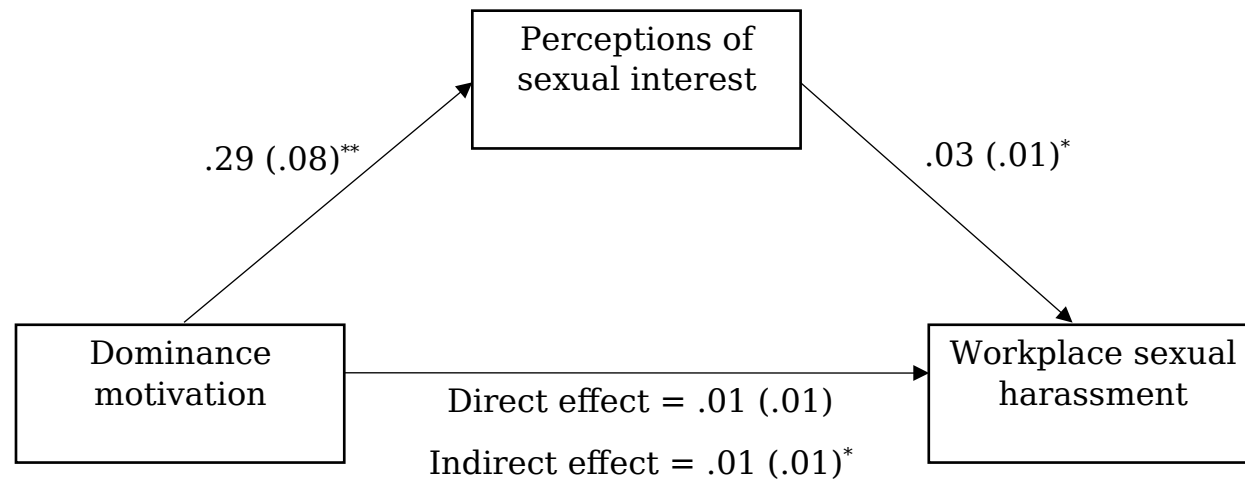 Perceptions of
sexual interest
.29 (.08)**
.03 (.01)*
Dominance
motivation
Workplace sexual
harassment
Direct effect = .01 (.01)
Indirect effect = .01 (.01)*